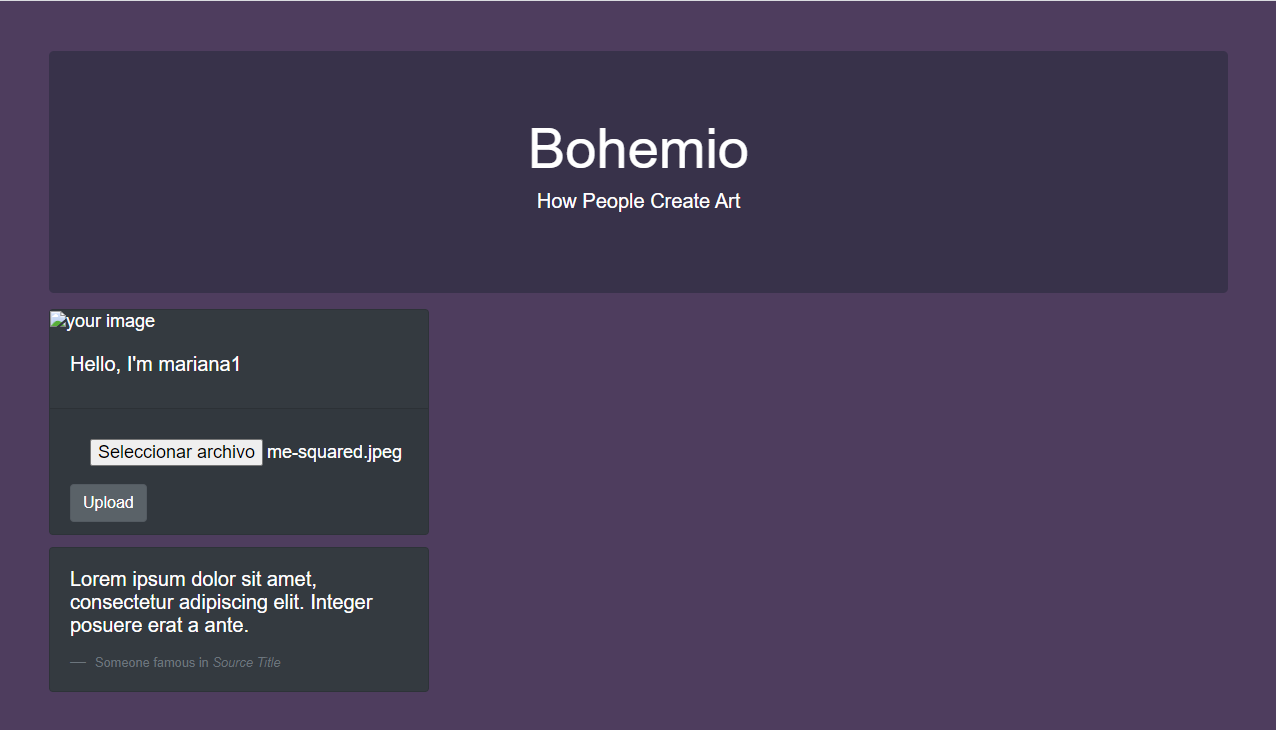 Bohemio
How People Create Art
your image
Hello, I'm mariana1
Seleccionar archivo me-squared.jpeg
Upload
Lorem ipsum dolor sit amet,
consectetur adipiscing elit. Integer
posuere erat a ante.
— Someone famous in Source Title